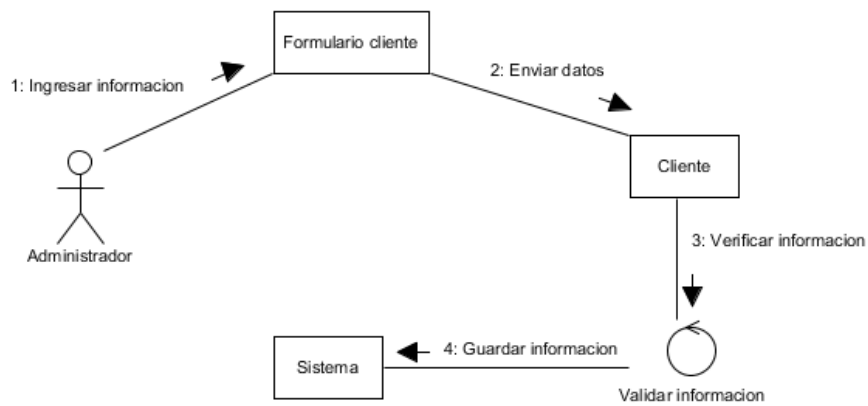 Formulario cliente
1: Ingresar informacion
2: Enviar datos
Cliente
Administrador
3: Verificar informacion
4: Guardar informacion
Sistema
Validar informacion